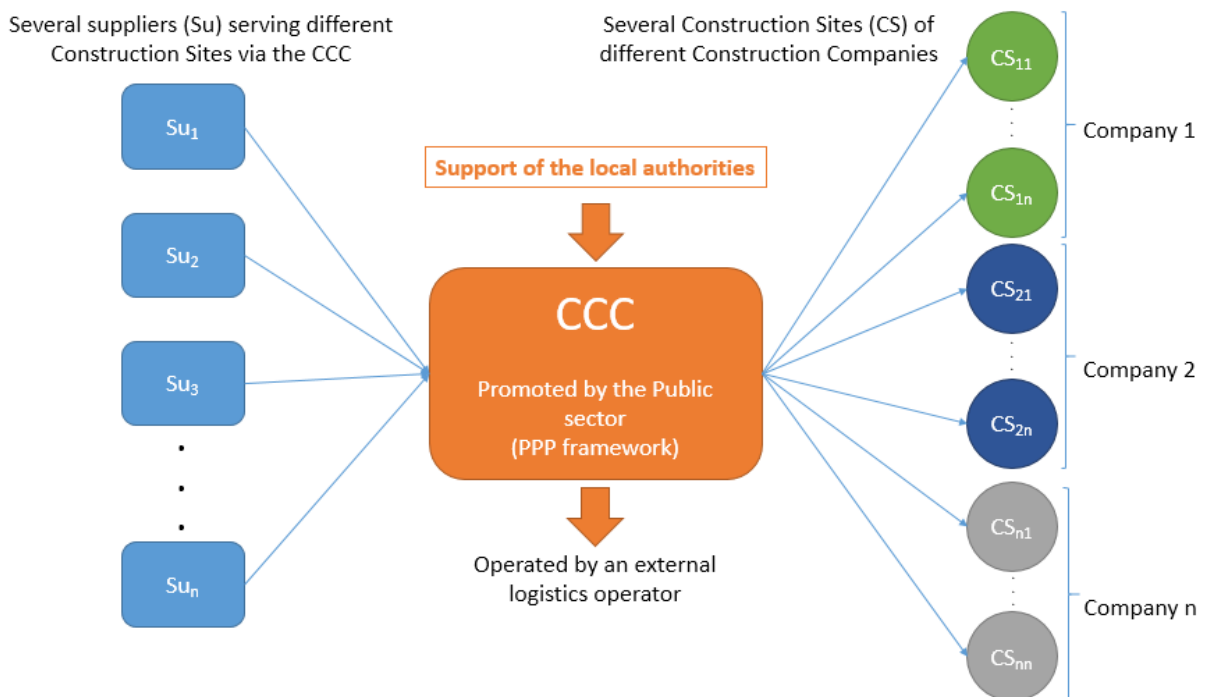 Several suppliers (Su) serving different
Construction Sites via the CCC
Several Construction Sites (CS) of
different Construction Companies
Su₁
Su₂
Su₃
Suₙ
Support of the local authorities
CCC
Promoted by the Public
sector
(PPP framework)
Operated by an external
logistics operator
CS₁₁
CS₁ₙ
Company 1
CS₂₁
CS₂ₙ
Company 2
CSₙ₁
CSₙₙ
Company n